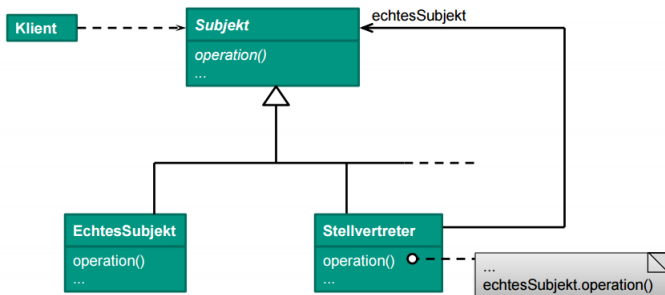 Klient
Subjekt
operation()
...
echtesSubjekt
EchtesSubjekt
operation()
...
Stellvertreter
operation()
...
...
echtesSubjekt.operation()